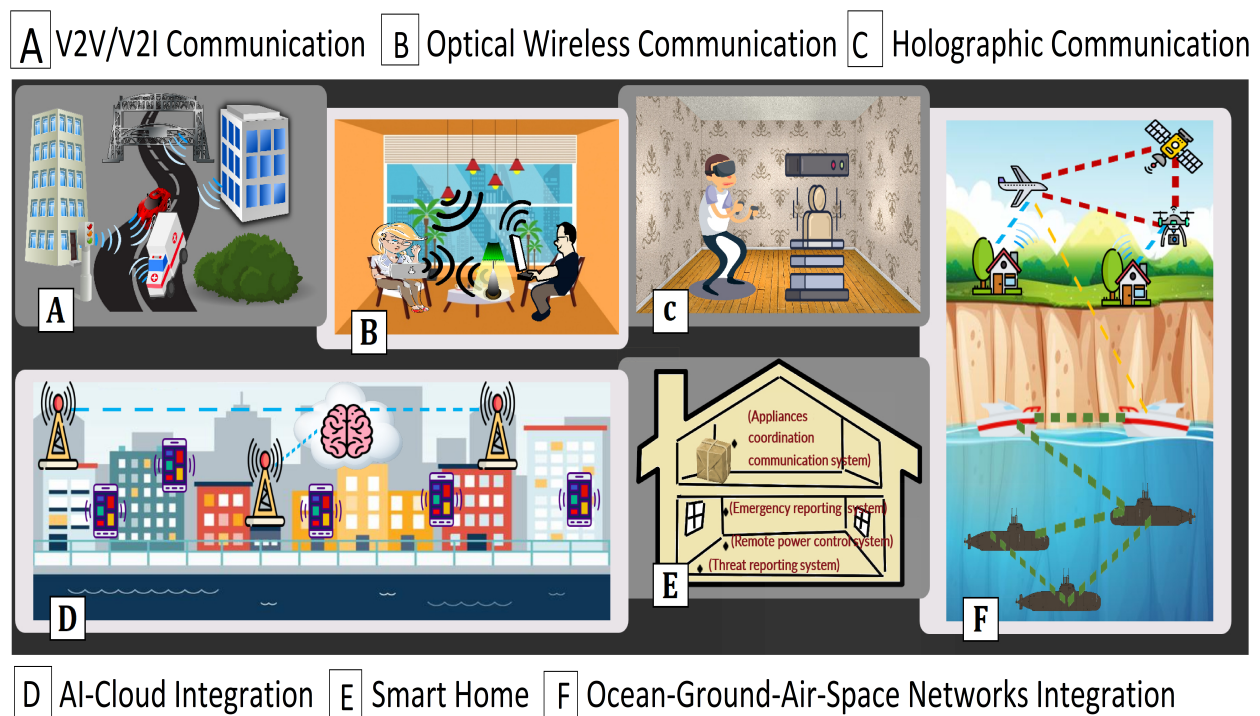 A V2V/V2I Communication B Optical Wireless Communication C Holographic Communication
A
B
c
F
D
(Appliances
coordination
communication system)
(Emergency reporting system)
(Remote power control system)
(Threat reporting system)
E
D AI-Cloud Integration E Smart Home F Ocean-Ground-Air-Space Networks Integration